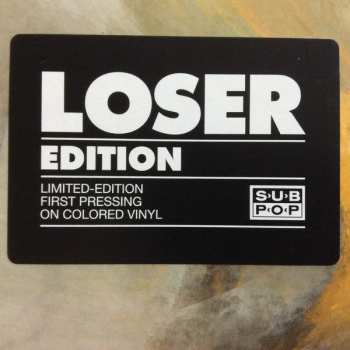 LOSER
EDITION
LIMITED-EDITION
FIRST PRESSING
ON COLORED VINYL
SUB
POP